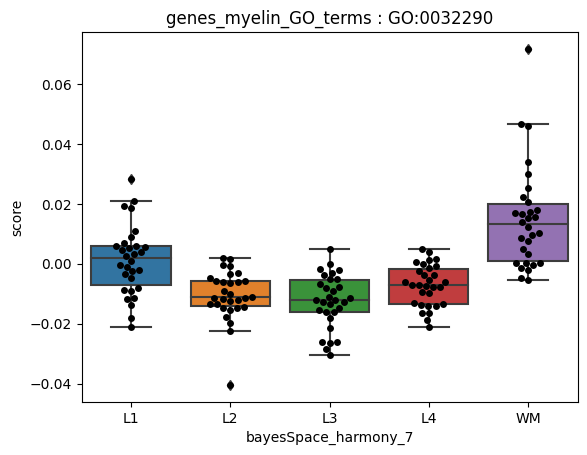 genes_myelin_GO_terms : GO:0032290
0.06
0.04
0.02
0.00
−0.02
−0.04
score
L1 L2 L3 L4 WM
bayesSpace_harmony_7